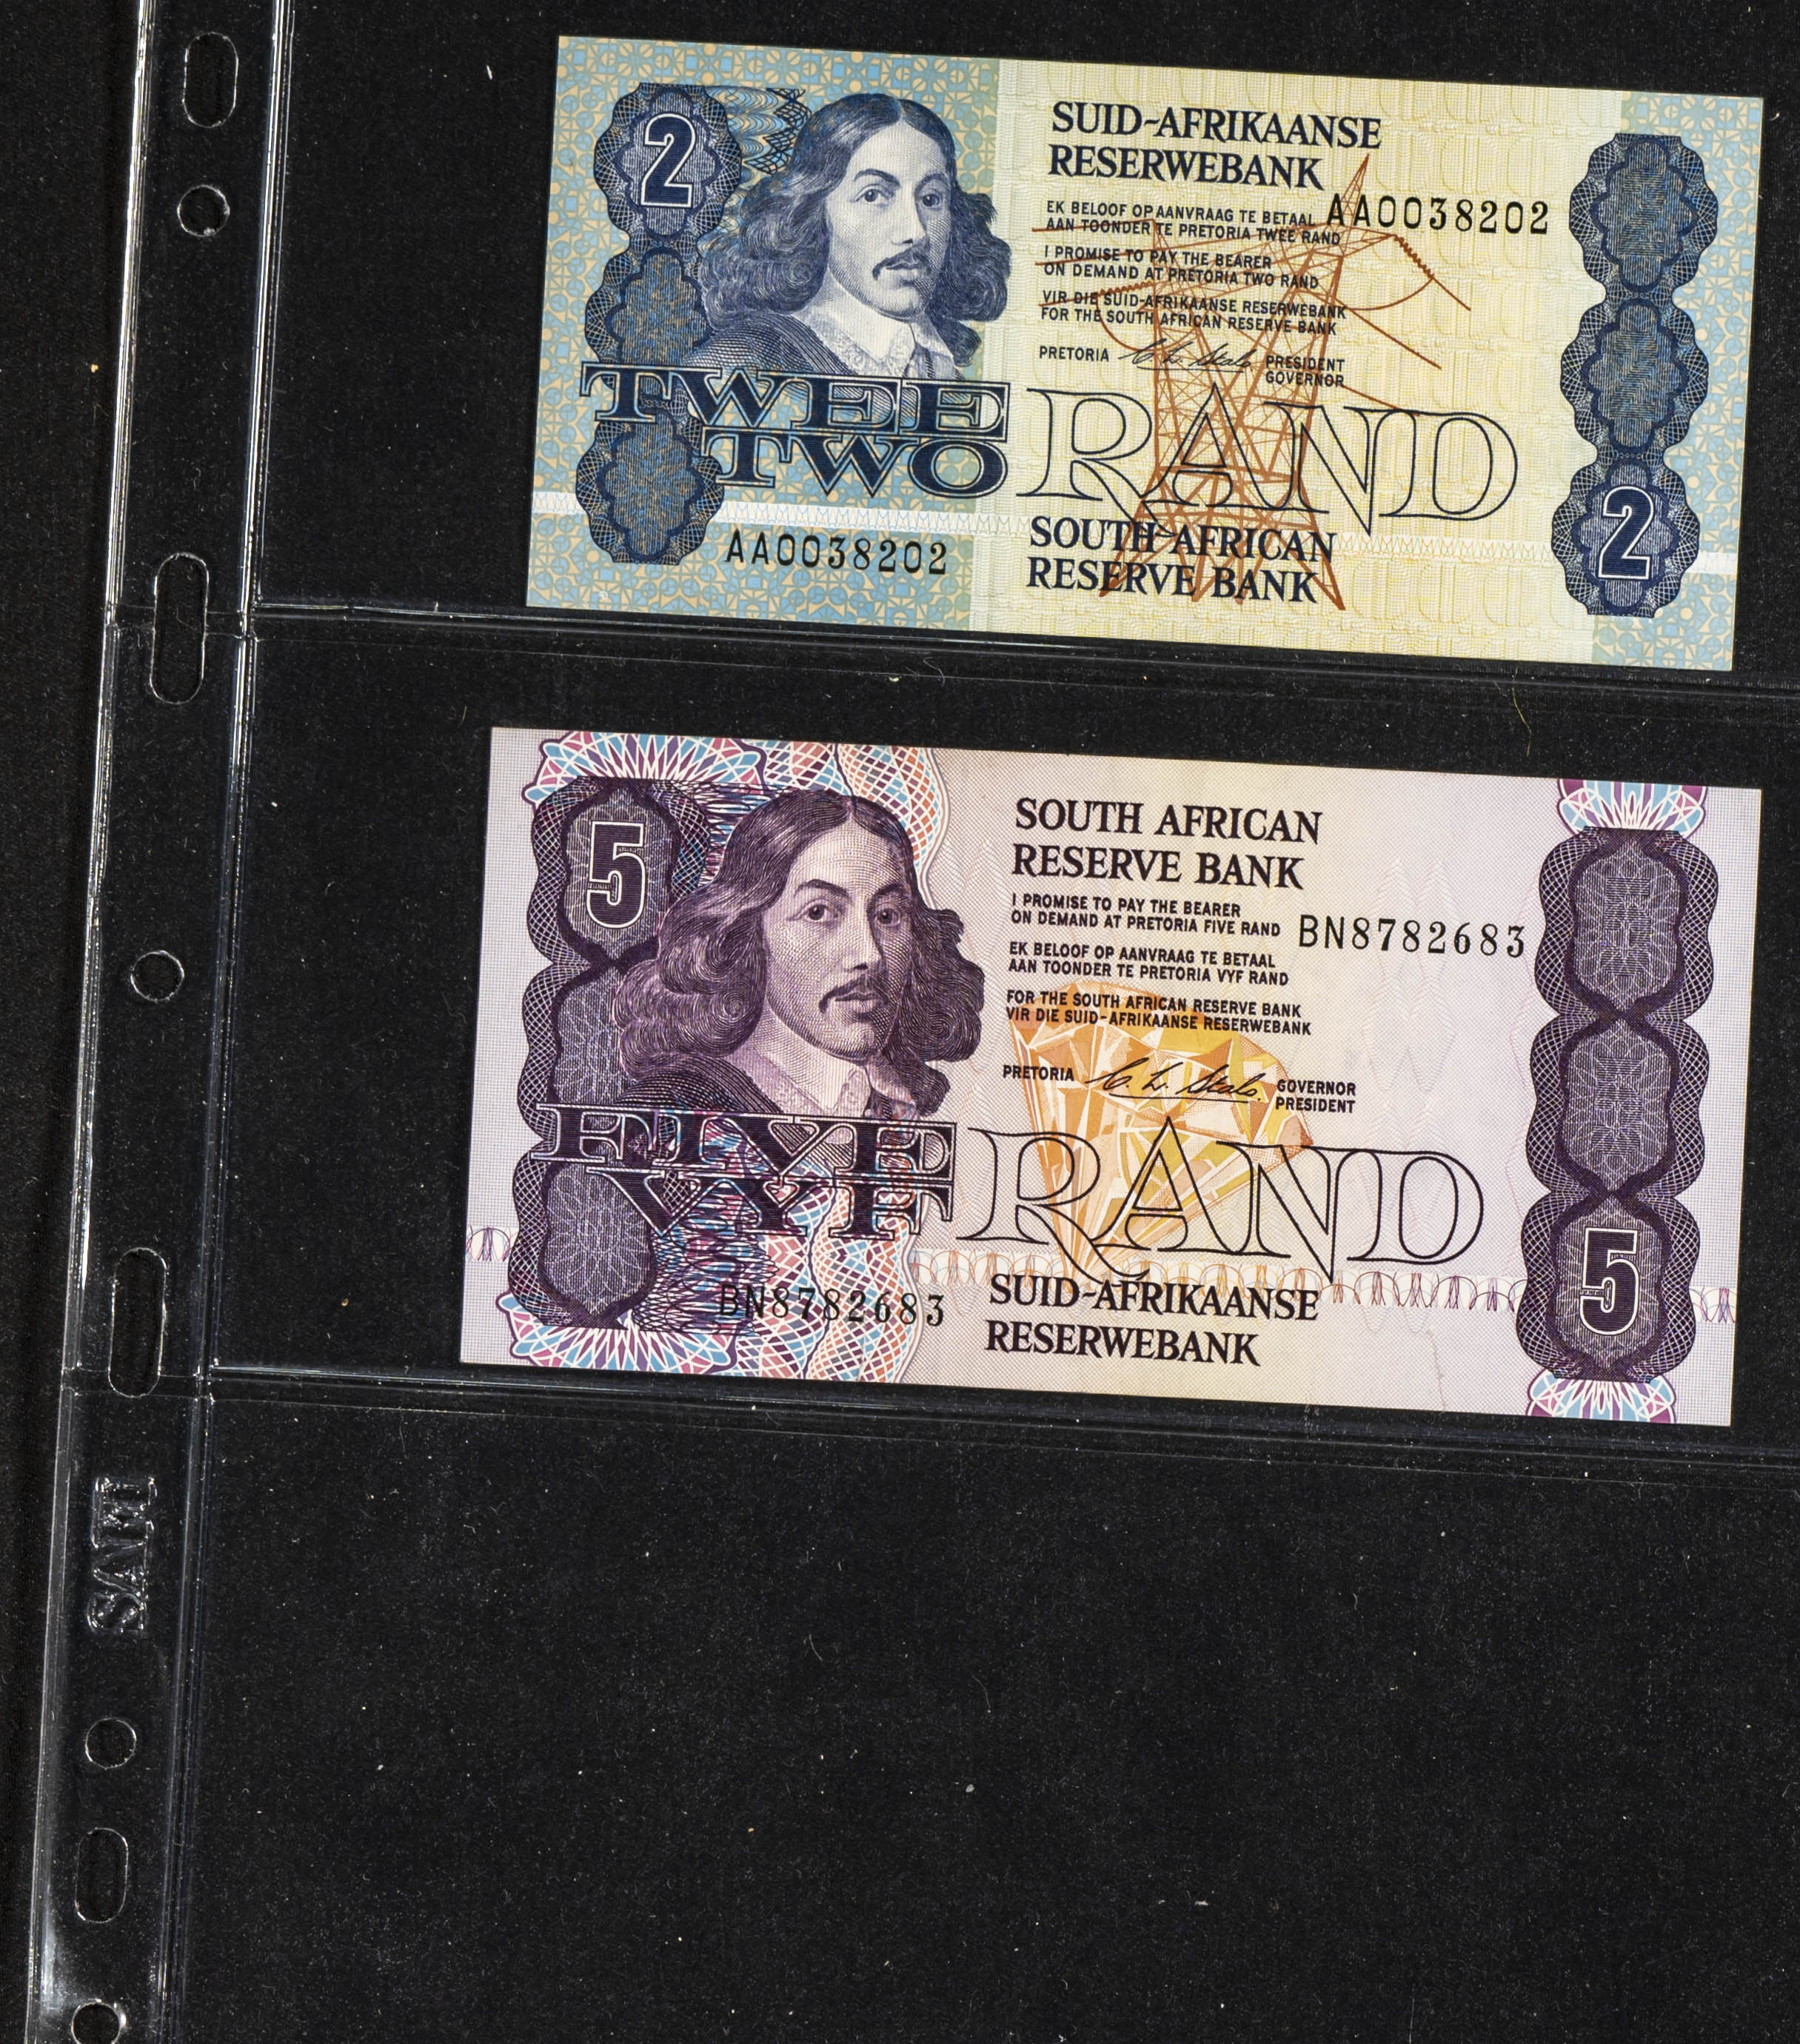 2
SUID-AFRIKAANSE
RESERWEBANK
AA0038202
EK BELOOF OP AANVRAAG TE BETAAL
AAN TOONDER TE PRETORIA TWEE RAND
I PROMISE TO PAY THE BEARER
ON DEMAND AT PRETORIA TWO RAND
VIR DIE SUID-AFRIKAANSE RESERWEBANK
FOR THE SOUTH AFRICAN RESERVE BANK
PRETORIA C. L. Stals PRESIDENT
GOVERNOR
TWEE
TWO
RAND
SOUTH AFRICAN
RESERVE BANK
AA0038202
2
5
SOUTH AFRICAN
RESERVE BANK
I PROMISE TO PAY THE BEARER
ON DEMAND AT PRETORIA FIVE RAND
BN8782683
EK BELOOF OP AANVRAAG TE BETAAL
AAN TOONDER TE PRETORIA VYF RAND
FOR THE SOUTH AFRICAN RESERVE BANK
VIR DIE SUID-AFRIKAANSE RESERWEBANK
PRETORIA C. L. Stals. GOVERNOR
PRESIDENT
FIVE
VYF
RAND
BN8782683
SUID-AFRIKAANSE
RESERWEBANK
5
SAFE